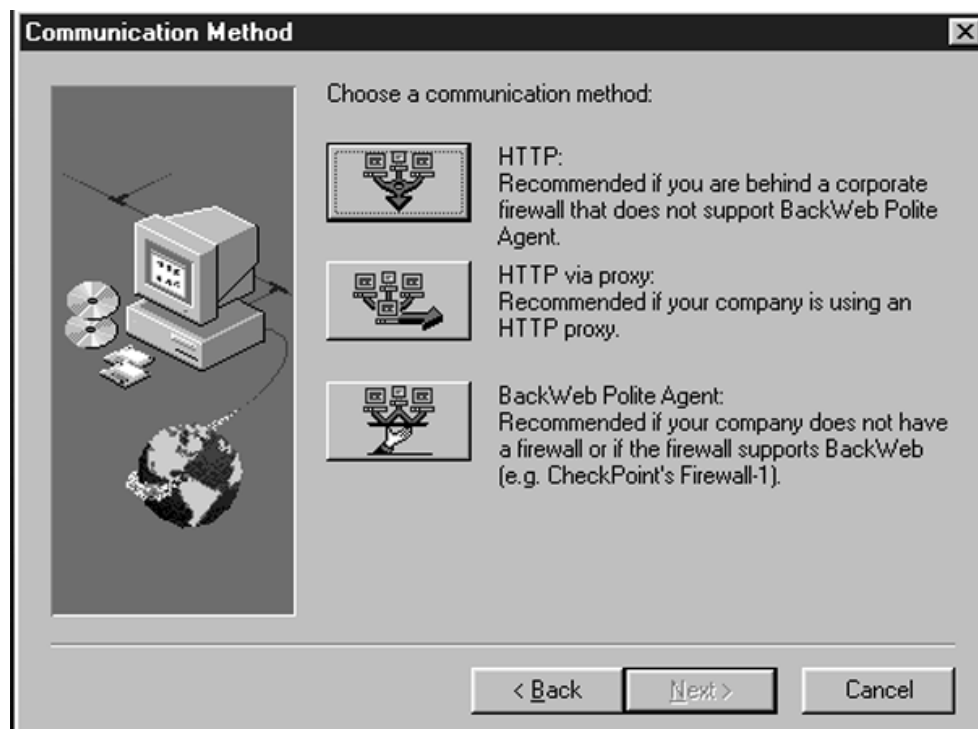 Communication Method
Choose a communication method:
HTTP:
Recommended if you are behind a corporate
firewall that does not support BackWeb Polite
Agent.
HTTP via proxy:
Recommended if your company is using an
HTTP proxy.
BackWeb Polite Agent:
Recommended if your company does not have
a firewall or if the firewall supports BackWeb
(e.g. CheckPoint's Firewall-1).
< Back
Next >
Cancel